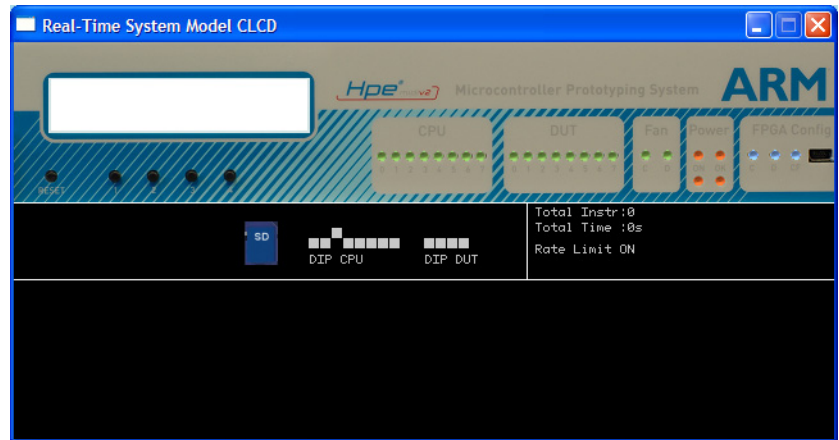 Real-Time System Model CLCD
Hpe Microcontroller Prototyping System ARM
CPU DUT Fan Power FPGA Config
0 1 2 3 4 5 6 7 0 1 2 3 4 5 6 7 C D ON OK C D
RESET 1 2 3 4
Total Instr:0
Total Time :0s
Rate Limit ON
SD
DIP CPU DIP DUT